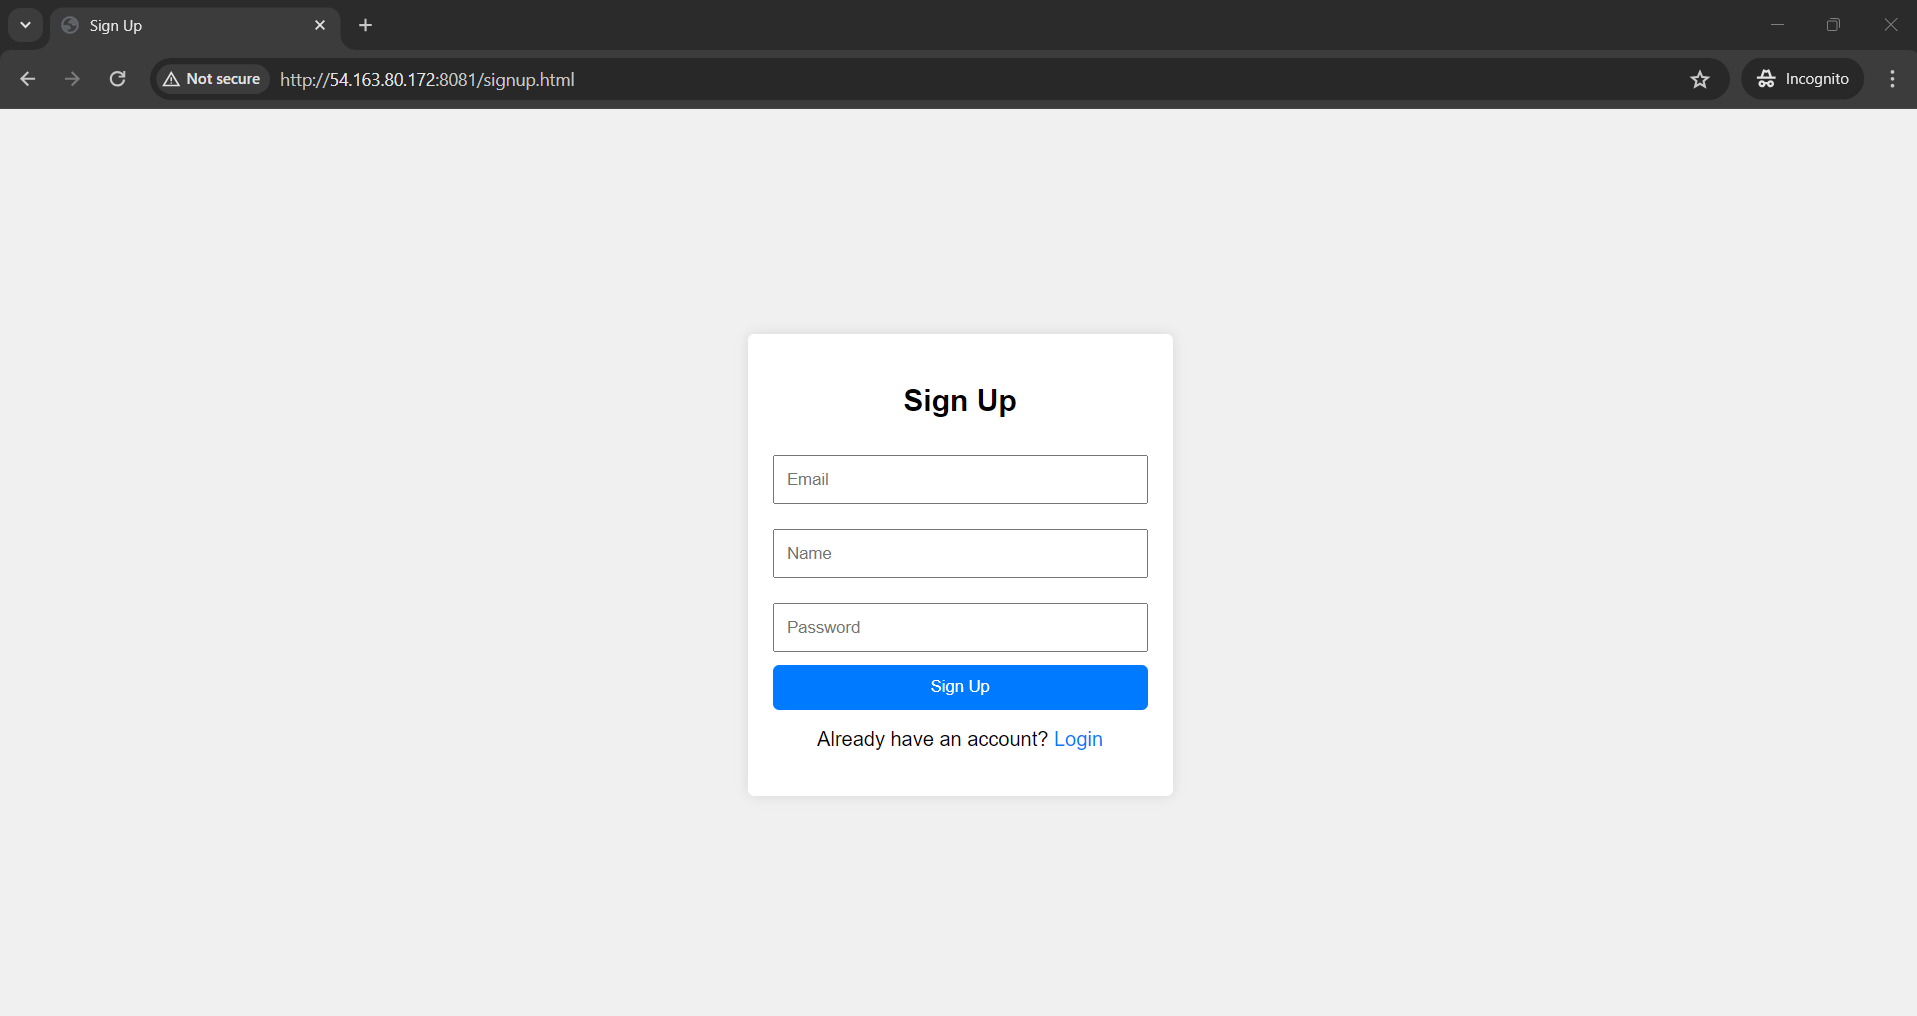 Sign Up
Not secure
http://54.163.80.172:8081/signup.html
Incognito
Sign Up
Email
Name
Password
Sign Up
Already have an account? Login